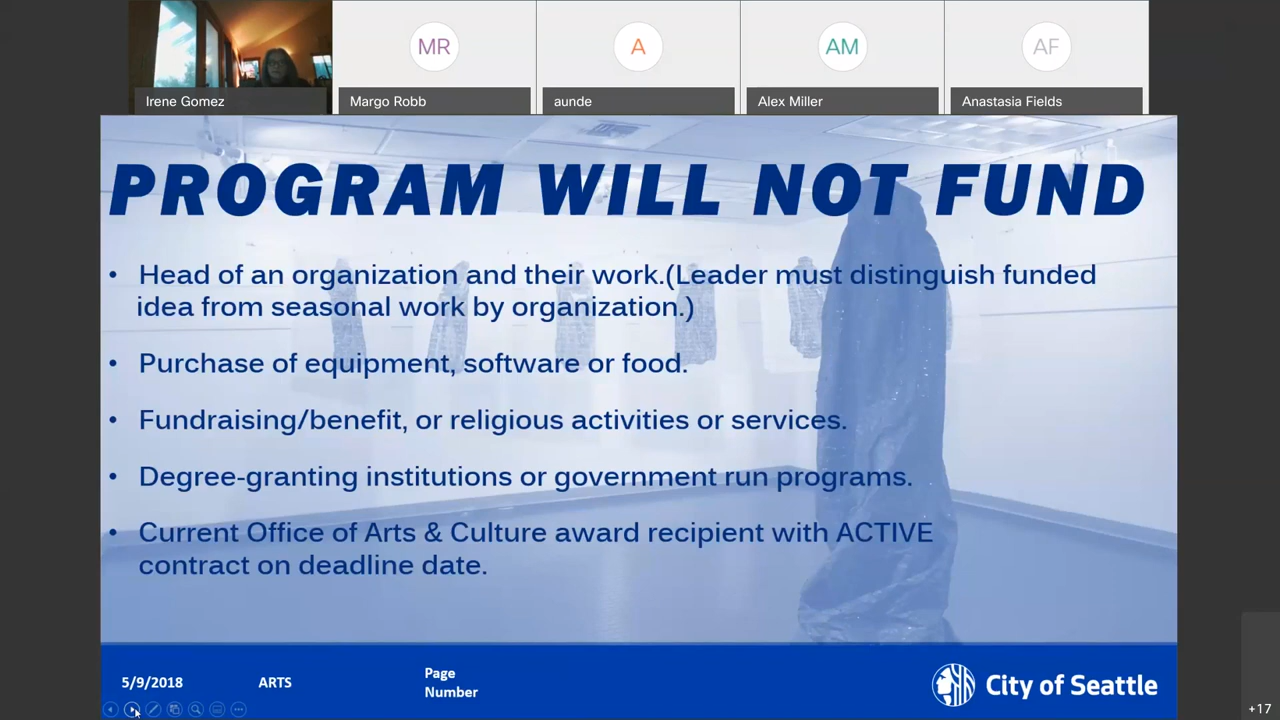 MR
A
AM
AF
Irene Gomez
Margo Robb
aunde
Alex Miller
Anastasia Fields
PROGRAM WILL NOT FUND
• Head of an organization and their work.(Leader must distinguish funded
idea from seasonal work by organization.)
• Purchase of equipment, software or food.
• Fundraising/benefit, or religious activities or services.
• Degree-granting institutions or government run programs.
• Current Office of Arts & Culture award recipient with ACTIVE
contract on deadline date.
5/9/2018
ARTS
Page
Number
City of Seattle
+17